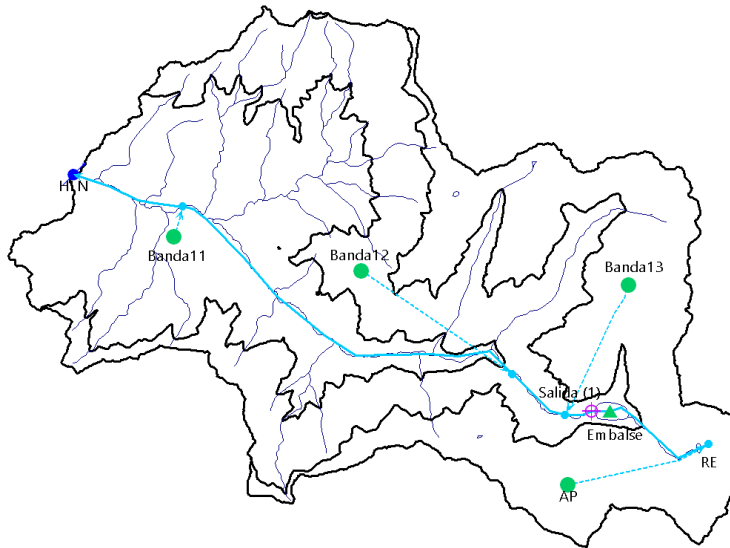 HLN
Banda11
Banda12
Banda13
Salida (1)
Embalse
RE
AP